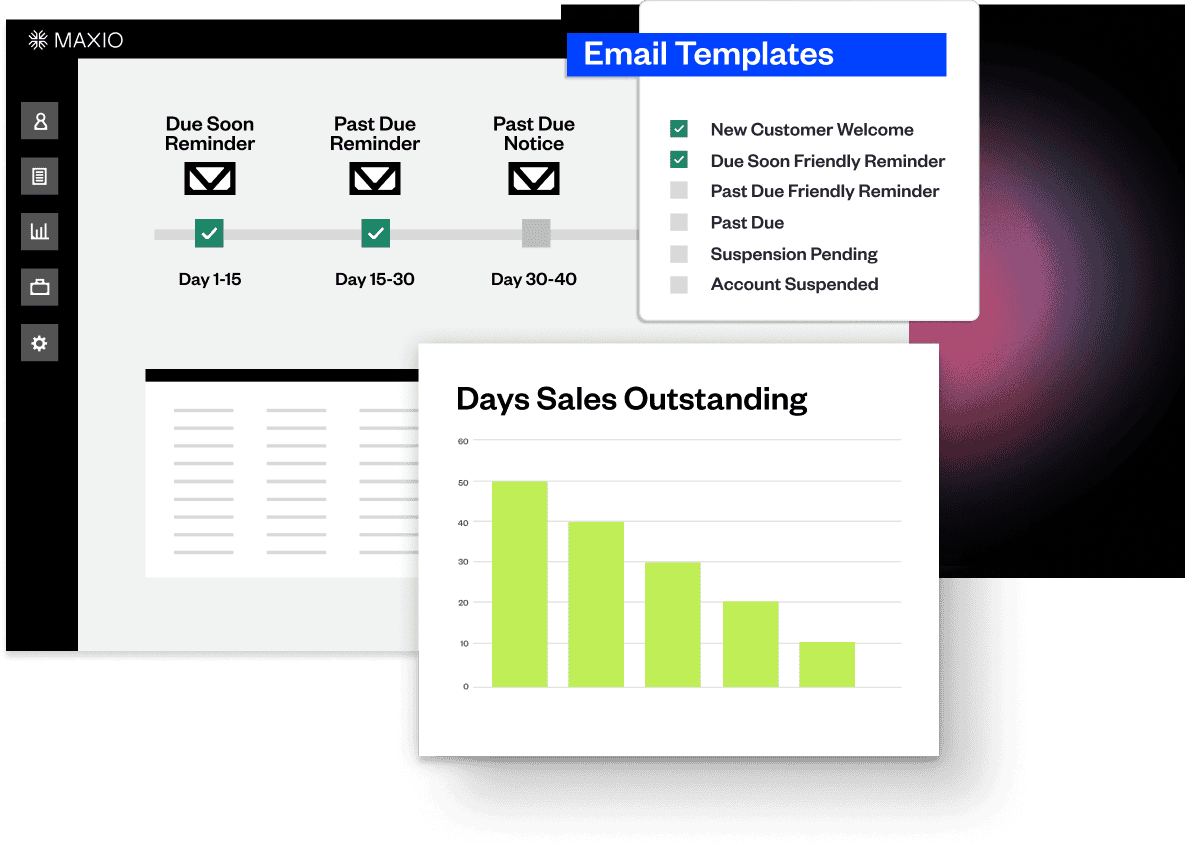 MAXIO
Email Templates
Due Soon
Reminder
Past Due
Reminder
Past Due
Notice
Day 1-15
Day 15-30
Day 30-40
New Customer Welcome
Due Soon Friendly Reminder
Past Due Friendly Reminder
Past Due
Suspension Pending
Account Suspended
Days Sales Outstanding
60
50
40
30
20
10
0